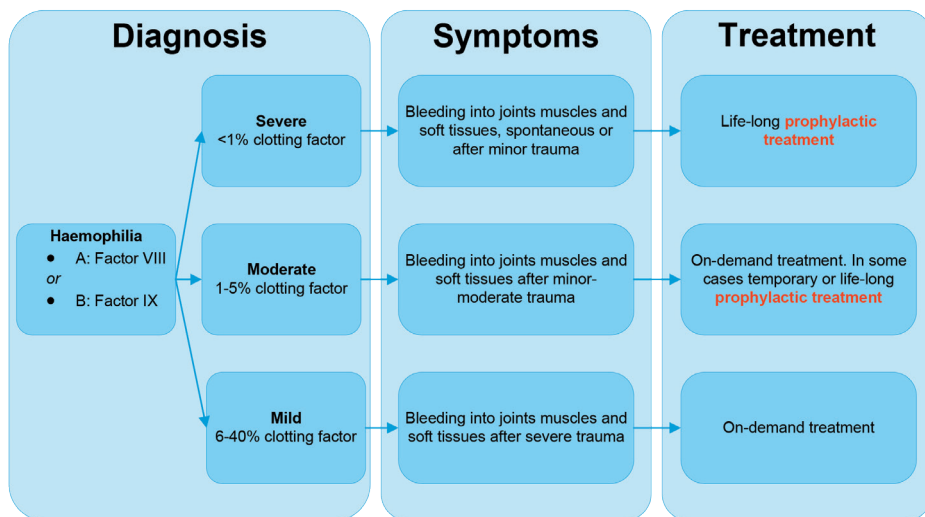 Diagnosis
Symptoms
Treatment
Haemophilia
● A: Factor VIII
or
● B: Factor IX
Severe
<1% clotting factor
Bleeding into joints muscles and
soft tissues, spontaneous or
after minor trauma
Life-long prophylactic
treatment
Moderate
1-5% clotting factor
Bleeding into joints muscles and
soft tissues after minor-
moderate trauma
On-demand treatment. In some
cases temporary or life-long
prophylactic treatment
Mild
6-40% clotting factor
Bleeding into joints muscles and
soft tissues after severe trauma
On-demand treatment